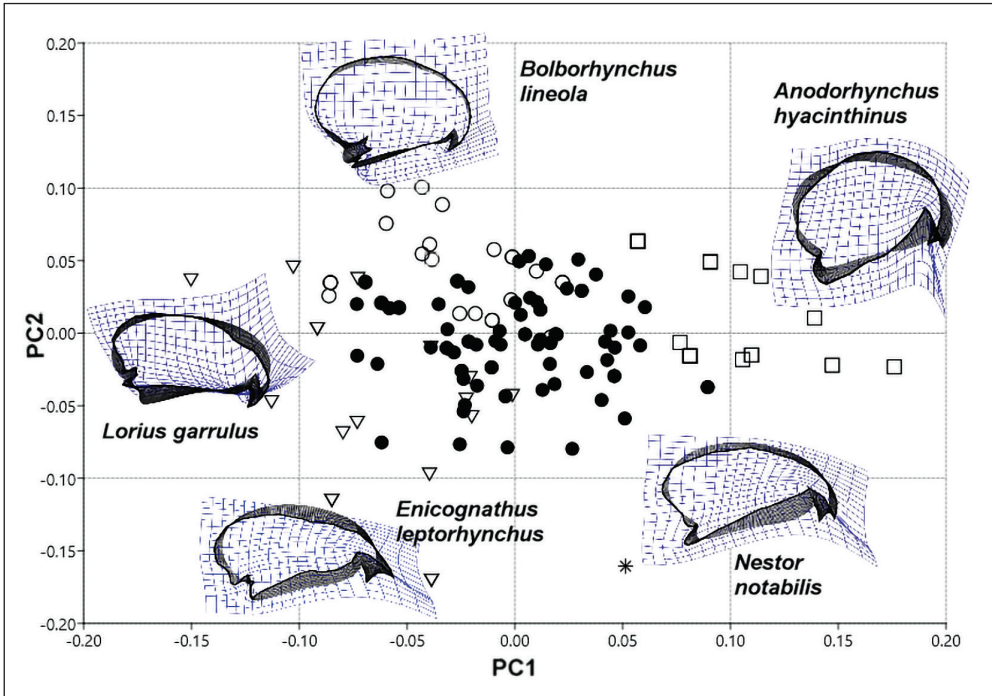 0.20
Bolborhynchus
lineola
Anodorhynchus
hyacinthinus
0.15
0.10
0.05
PC2
0.00
-0.05
Lorius garrulus
-0.10
Enicognathus
leptorhynchus
-0.15
Nestor
notabilis
-0.20
-0.20 -0.15 -0.10 -0.05 0.00 0.05 0.10 0.15 0.20
PC1